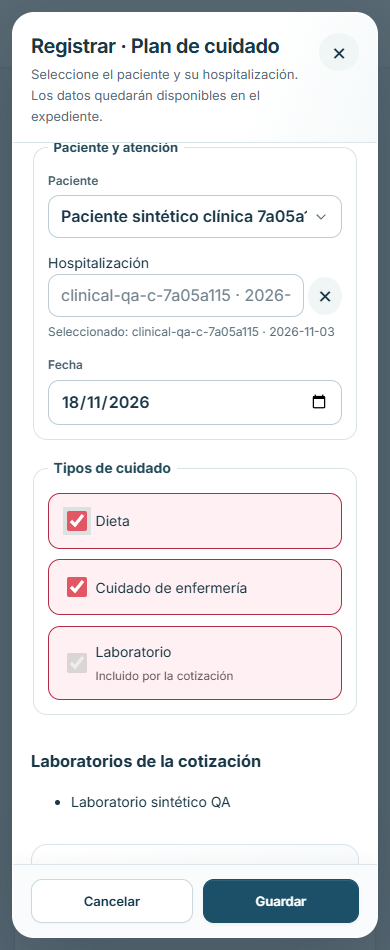 Registrar · Plan de cuidado
Seleccione el paciente y su hospitalización.
Los datos quedarán disponibles en el
expediente.
Paciente y atención
Paciente
Paciente sintético clínica 7a05a
Hospitalización
clinical-qa-c-7a05a115 · 2026-
Seleccionado: clinical-qa-c-7a05a115 · 2026-11-03
Fecha
18/11/2026
Tipos de cuidado
Dieta
Cuidado de enfermería
Laboratorio
Incluido por la cotización
Laboratorios de la cotización
• Laboratorio sintético QA
Cancelar
Guardar